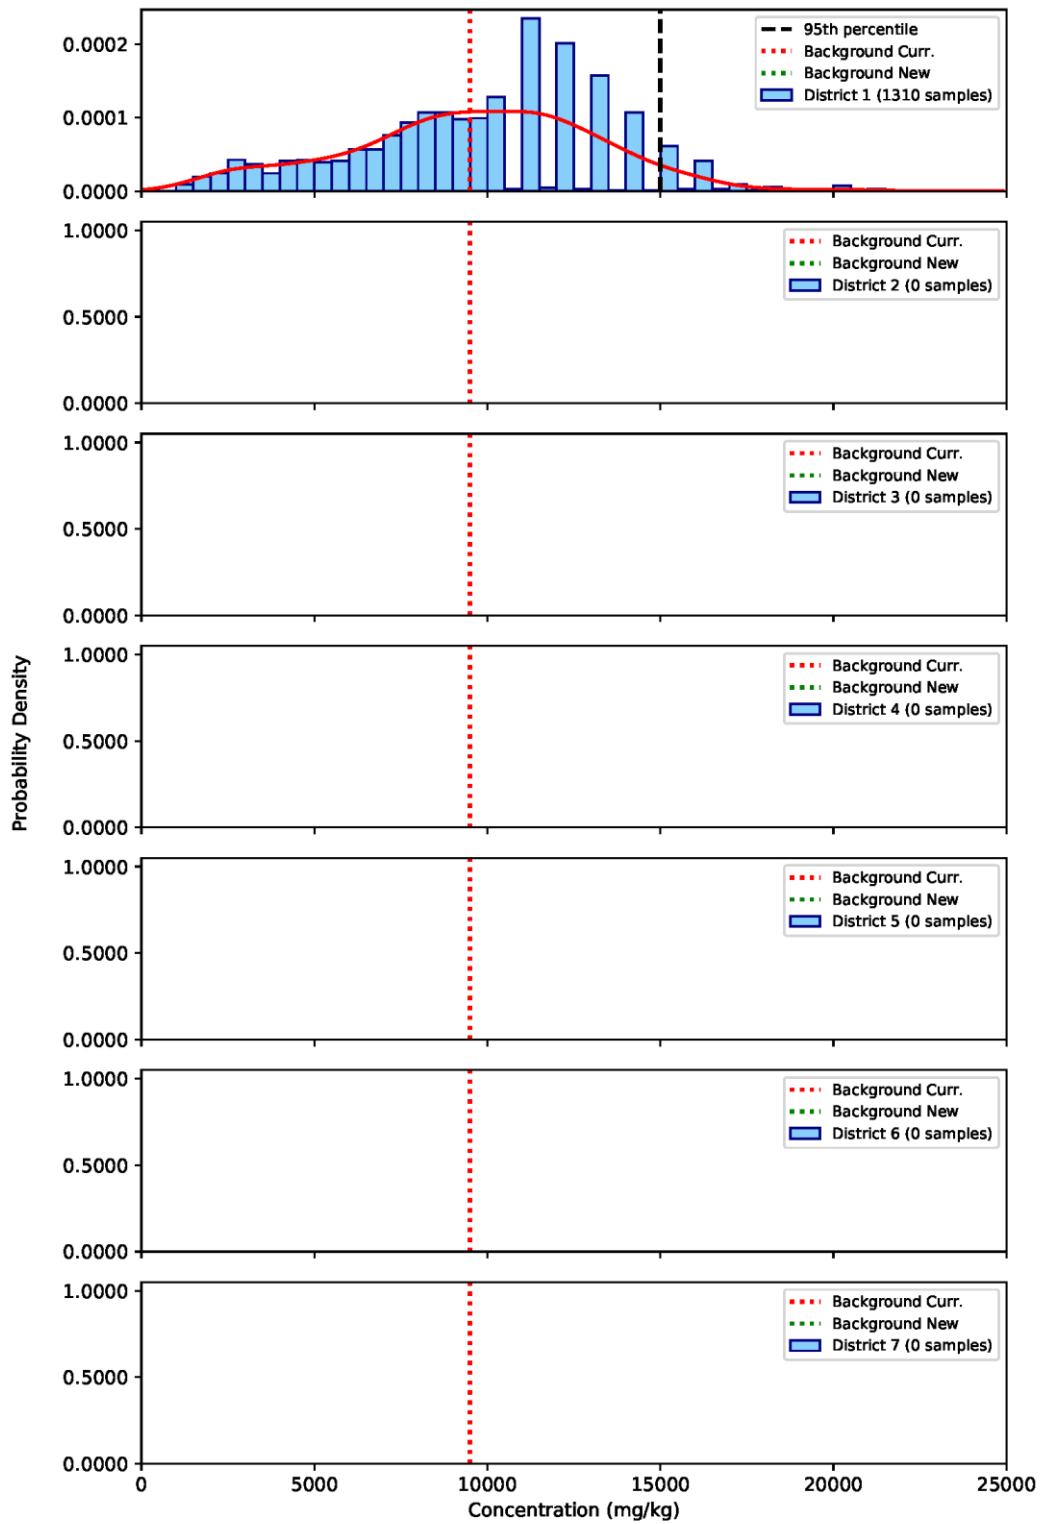 0.0002
0.0001
0.0000
95th percentile
Background Curr.
Background New
District 1 (1310 samples)
1.0000
0.5000
0.0000
Background Curr.
Background New
District 2 (0 samples)
1.0000
0.5000
0.0000
Background Curr.
Background New
District 3 (0 samples)
1.0000
0.5000
0.0000
Background Curr.
Background New
District 4 (0 samples)
Probability Density
1.0000
0.5000
0.0000
Background Curr.
Background New
District 5 (0 samples)
1.0000
0.5000
0.0000
Background Curr.
Background New
District 6 (0 samples)
1.0000
0.5000
0.0000
Background Curr.
Background New
District 7 (0 samples)
0 5000 10000 15000 20000 25000
Concentration (mg/kg)